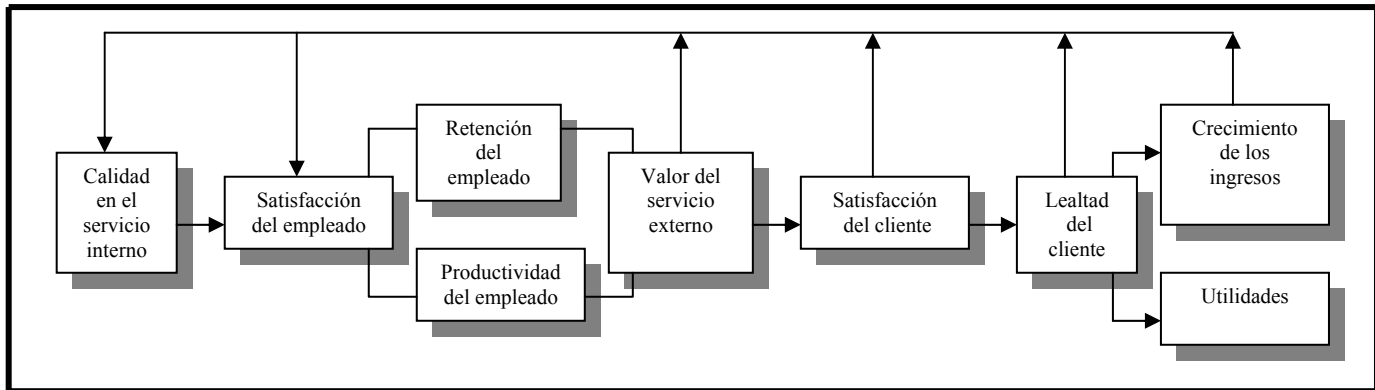 Calidad
en el
servicio
interno
Satisfacción
del empleado
Retención
del
empleado
Productividad
del empleado
Valor del
servicio
externo
Satisfacción
del cliente
Lealtad
del
cliente
Crecimiento
de los
ingresos
Utilidades